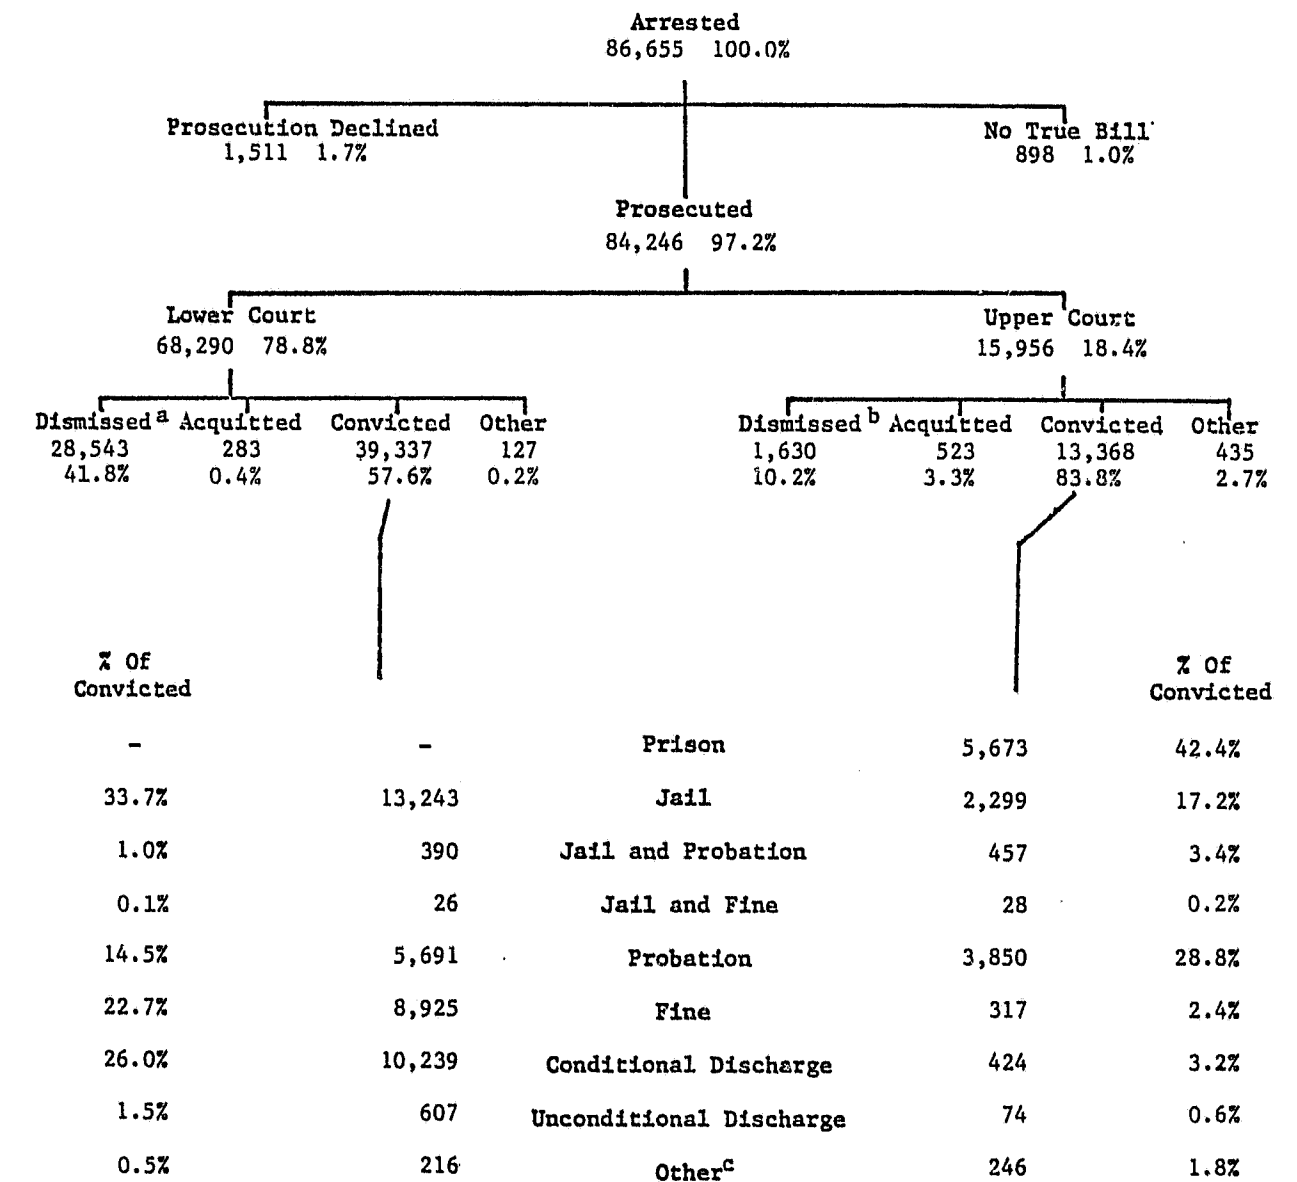 Arrested
86,655 100.0%
Prosecution Declined
1,511 1.7%
No True Bill
898 1.0%
Prosecuted
84,246 97.2%
Lower Court
68,290 78.8%
Upper Court
15,956 18.4%
Dismissed a Acquitted Convicted Other
28,543 283 39,337 127
41.8% 0.4% 57.6% 0.2%
Dismissed b Acquitted Convicted Other
1,630 523 13,368 435
10.2% 3.3% 83.8% 2.7%
% Of
Convicted
% Of
Convicted
- - Prison 5,673 42.4%
33.7% 13,243 Jail 2,299 17.2%
1.0% 390 Jail and Probation 457 3.4%
0.1% 26 Jail and Fine 28 0.2%
14.5% 5,691 Probation 3,850 28.8%
22.7% 8,925 Fine 317 2.4%
26.0% 10,239 Conditional Discharge 424 3.2%
1.5% 607 Unconditional Discharge 74 0.6%
0.5% 216 Other c 246 1.8%